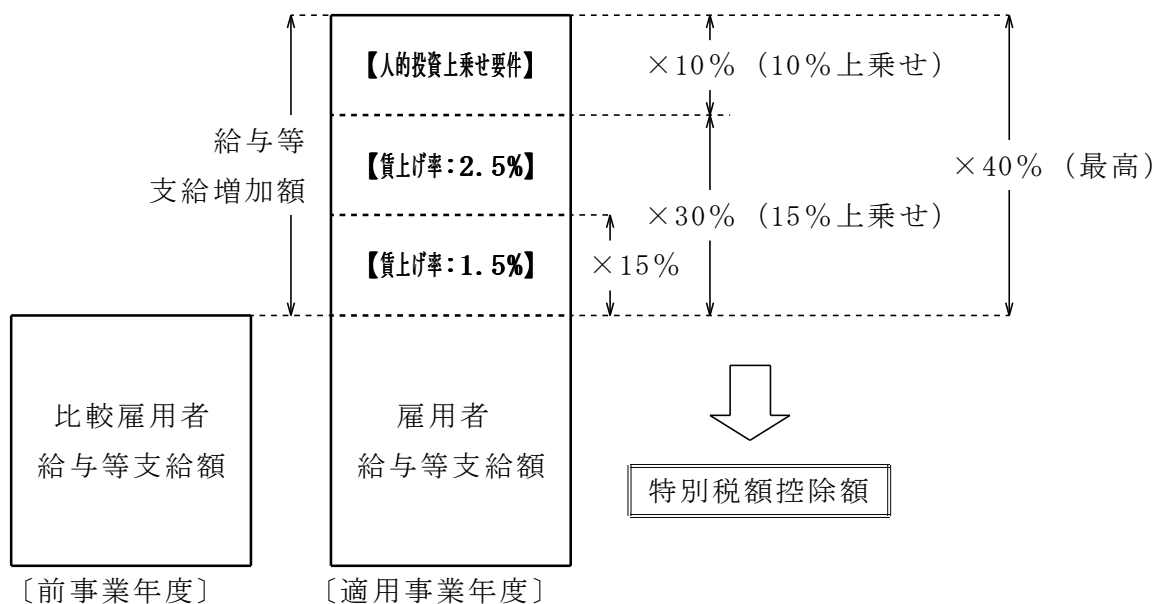 【人的投資上乗せ要件】
×10%（10%上乗せ）
給与等
支給増加額
【賃上げ率：2.5%】
×40%（最高）
×30%（15%上乗せ）
【賃上げ率：1.5%】
×15%
比較雇用者
給与等支給額
雇用者
給与等支給額
特別税額控除額
〔前事業年度〕
〔適用事業年度〕